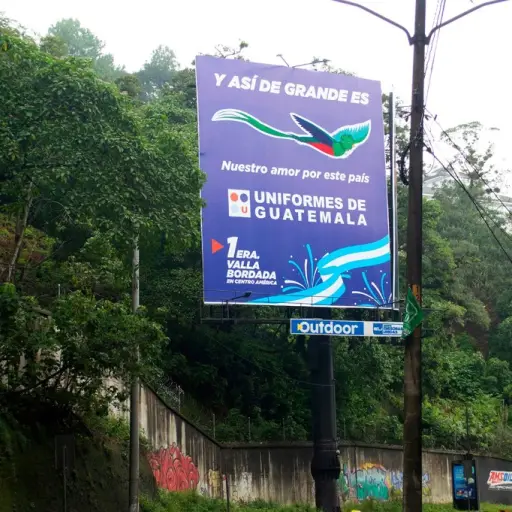 Y ASÍ DE GRANDE ES
Nuestro amor por este país
U
UNIFORMES DE
GUATEMALA
1ERA.
VALLA
BORDADA
EN CENTRO AMÉRICA
Outdoor